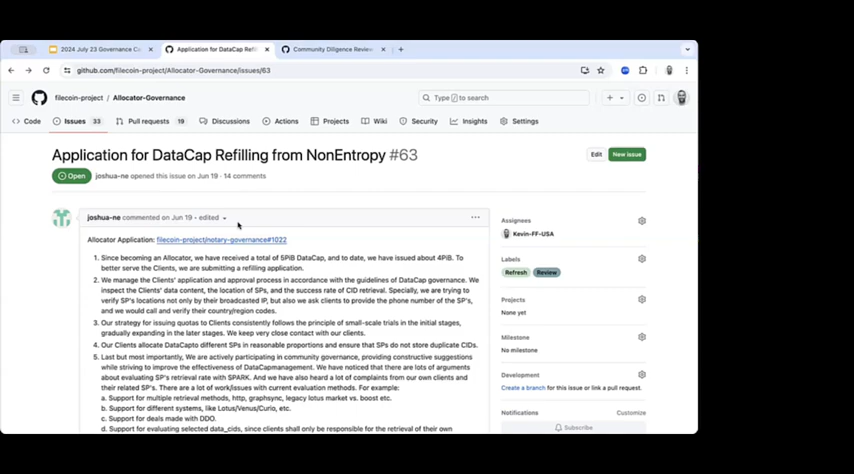 2024 July 23 Governance Ca
Application for DataCap Refill
Community Diligence Review
github.com/filecoin-project/Allocator-Governance/issues/63
filecoin-project / Allocator-Governance
Type / to search
Code Issues 33 Pull requests 19 Discussions Actions Projects Wiki Security Insights Settings
Application for DataCap Refilling from NonEntropy #63
Edit New issue
Open joshua-ne opened this issue on Jun 19 · 14 comments
joshua-ne commented on Jun 19 · edited
Allocator Application: filecoin-project/notary-governance#1022
1. Since becoming an Allocator, we have received a total of 5PiB DataCap, and to date, we have issued about 4PiB. To
better serve the Clients, we are submitting a refilling application.
2. We manage the Clients' application and approval process in accordance with the guidelines of DataCap governance. We
inspect the Clients' data content, the location of SPs, and the success rate of CID retrieval. Specially, we are trying to
verify SP's locations not only by their broadcasted IP, but also we ask clients to provide the phone number of the SP's,
and we would call and verify their country/region codes.
3. Our strategy for issuing quotas to Clients consistently follows the principle of small-scale trials in the initial stages,
gradually expanding in the later stages. We keep very close contact with our clients.
4. Our Clients allocate DataCapto different SPs in reasonable proportions and ensure that SPs do not store duplicate CIDs.
5. Last but most importantly, We are actively participating in community governance, providing constructive suggestions
while striving to improve the effectiveness of DataCapmanagement. We have noticed that there are lots of arguments
about evaluating SP's retrieval rate with SPARK. And we have also heard a lot of complaints from our own clients and
their related SP's. There are a lot of work/issues with current evaluation methods. For example:
a. Support for multiple retrieval methods, http, graphsync, legacy lotus market vs. boost etc.
b. Support for different systems, like Lotus/Venus/Curio, etc.
c. Support for deals made with DDO.
d. Support for evaluating selected data_cids, since clients shall only be responsible for the retrieval of their own
Assignees
Kevin-FF-USA
Labels
Refresh Review
Projects
None yet
Milestone
No milestone
Development
Create a branch for this issue or link a pull request.
Notifications Customize
Subscribe